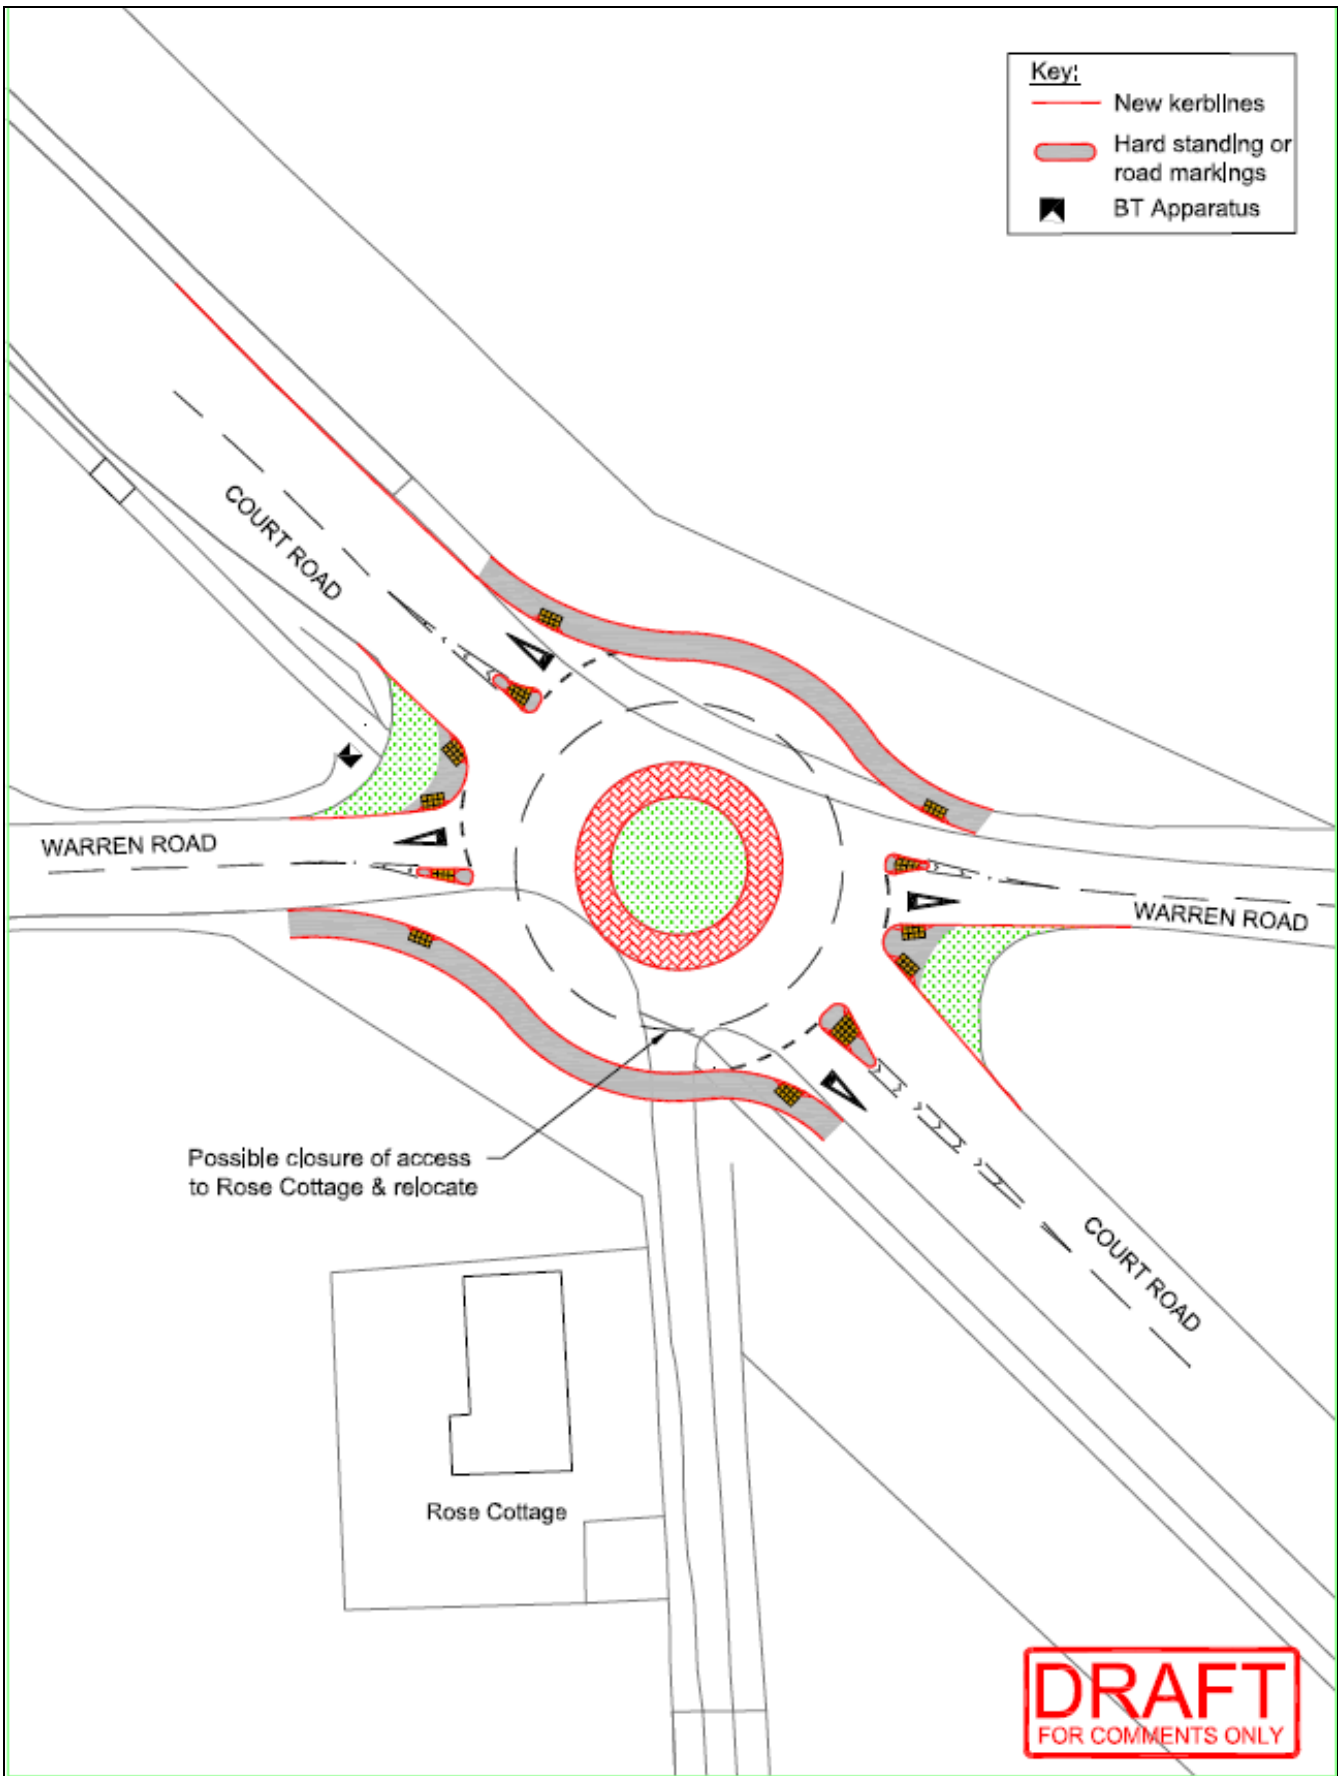 Key:
New kerblines
Hard standing or
road markings
BT Apparatus
COURT ROAD
WARREN ROAD
WARREN ROAD
Possible closure of access
to Rose Cottage & relocate
COURT ROAD
Rose Cottage
DRAFT
FOR COMMENTS ONLY